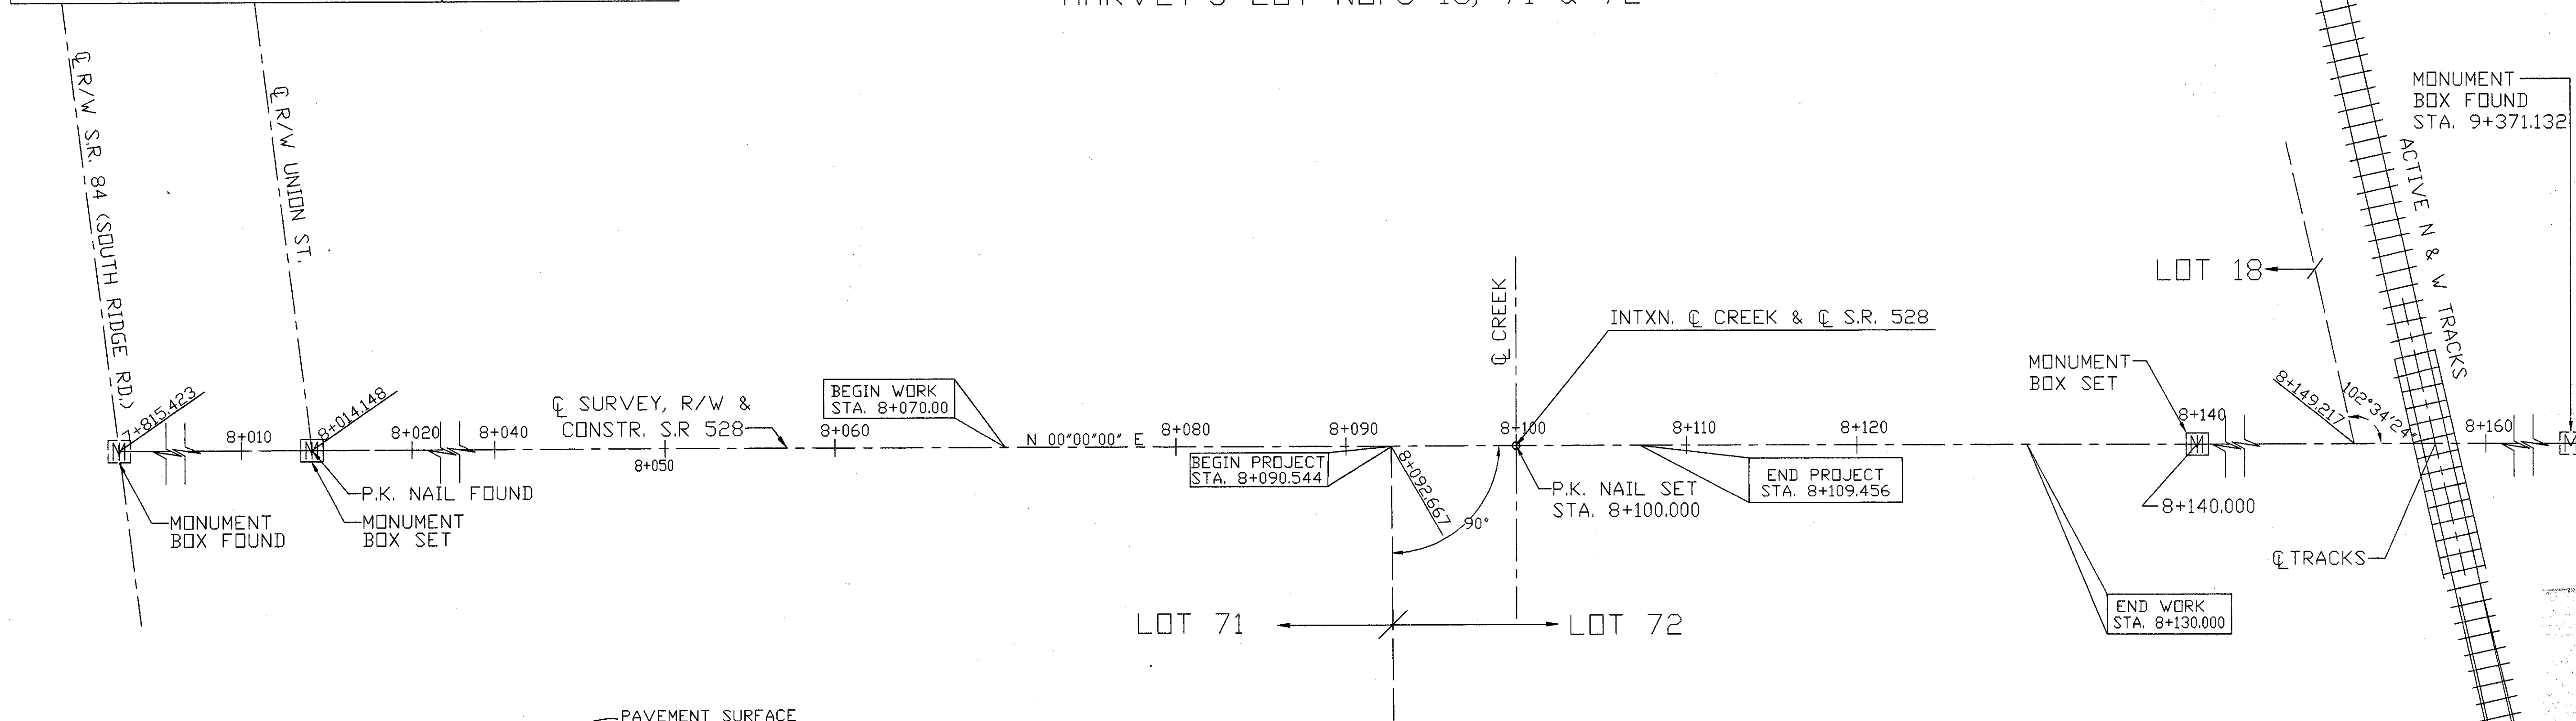 HARVEY'S LOT NO.'S 18, 71 & 72
℄ R/W S.R. 84 (SOUTH RIDGE RD.)
℄ R/W UNION ST.
7+815.423
8+014.148
8+010
8+020
8+040
8+050
8+060
8+080
8+090
8+100
8+110
8+120
8+140
8+160
MONUMENT
BOX FOUND
P.K. NAIL FOUND
MONUMENT
BOX SET
℄ SURVEY, R/W &
CONSTR. S.R 528
BEGIN WORK
STA. 8+070.00
N 00"00'00" E
BEGIN PROJECT
STA. 8+090.544
8+092.667
90°
℄ CREEK
INTXN. ℄ CREEK & ℄ S.R. 528
P.K. NAIL SET
STA. 8+100.000
END PROJECT
STA. 8+109.456
LOT 71
LOT 72
MONUMENT
BOX SET
8+140.000
END WORK
STA. 8+130.000
LOT 18
8+149.217
102°34'24"
ACTIVE N & W TRACKS
℄ TRACKS
MONUMENT
BOX FOUND
STA. 9+371.132
PAVEMENT SURFACE